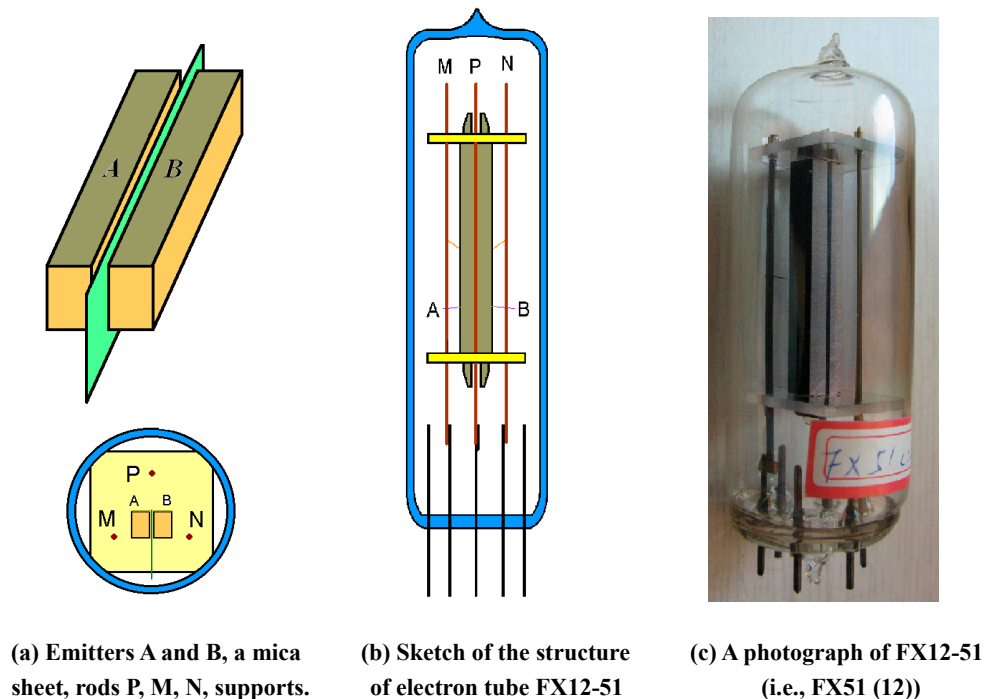 A B
P
A B
M N
M P N
A B
FX 51
(a) Emitters A and B, a mica
sheet, rods P, M, N, supports.
(b) Sketch of the structure
of electron tube FX12-51
(c) A photograph of FX12-51
(i.e., FX51 (12))